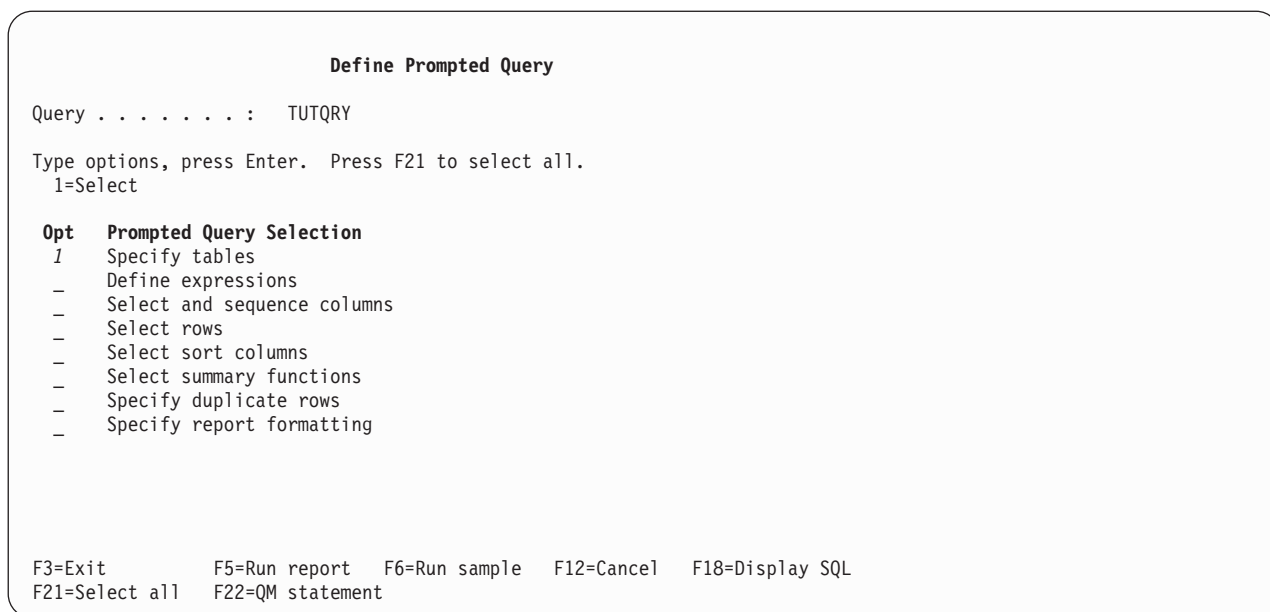 Define Prompted Query
Query . . . . . . . :   TUTQRY
Type options, press Enter.  Press F21 to select all.
1=Select
Opt   Prompted Query Selection
1     Specify tables
_     Define expressions
_     Select and sequence columns
_     Select rows
_     Select sort columns
_     Select summary functions
_     Specify duplicate rows
_     Specify report formatting
F3=Exit         F5=Run report   F6=Run sample   F12=Cancel   F18=Display SQL
F21=Select all   F22=QM statement